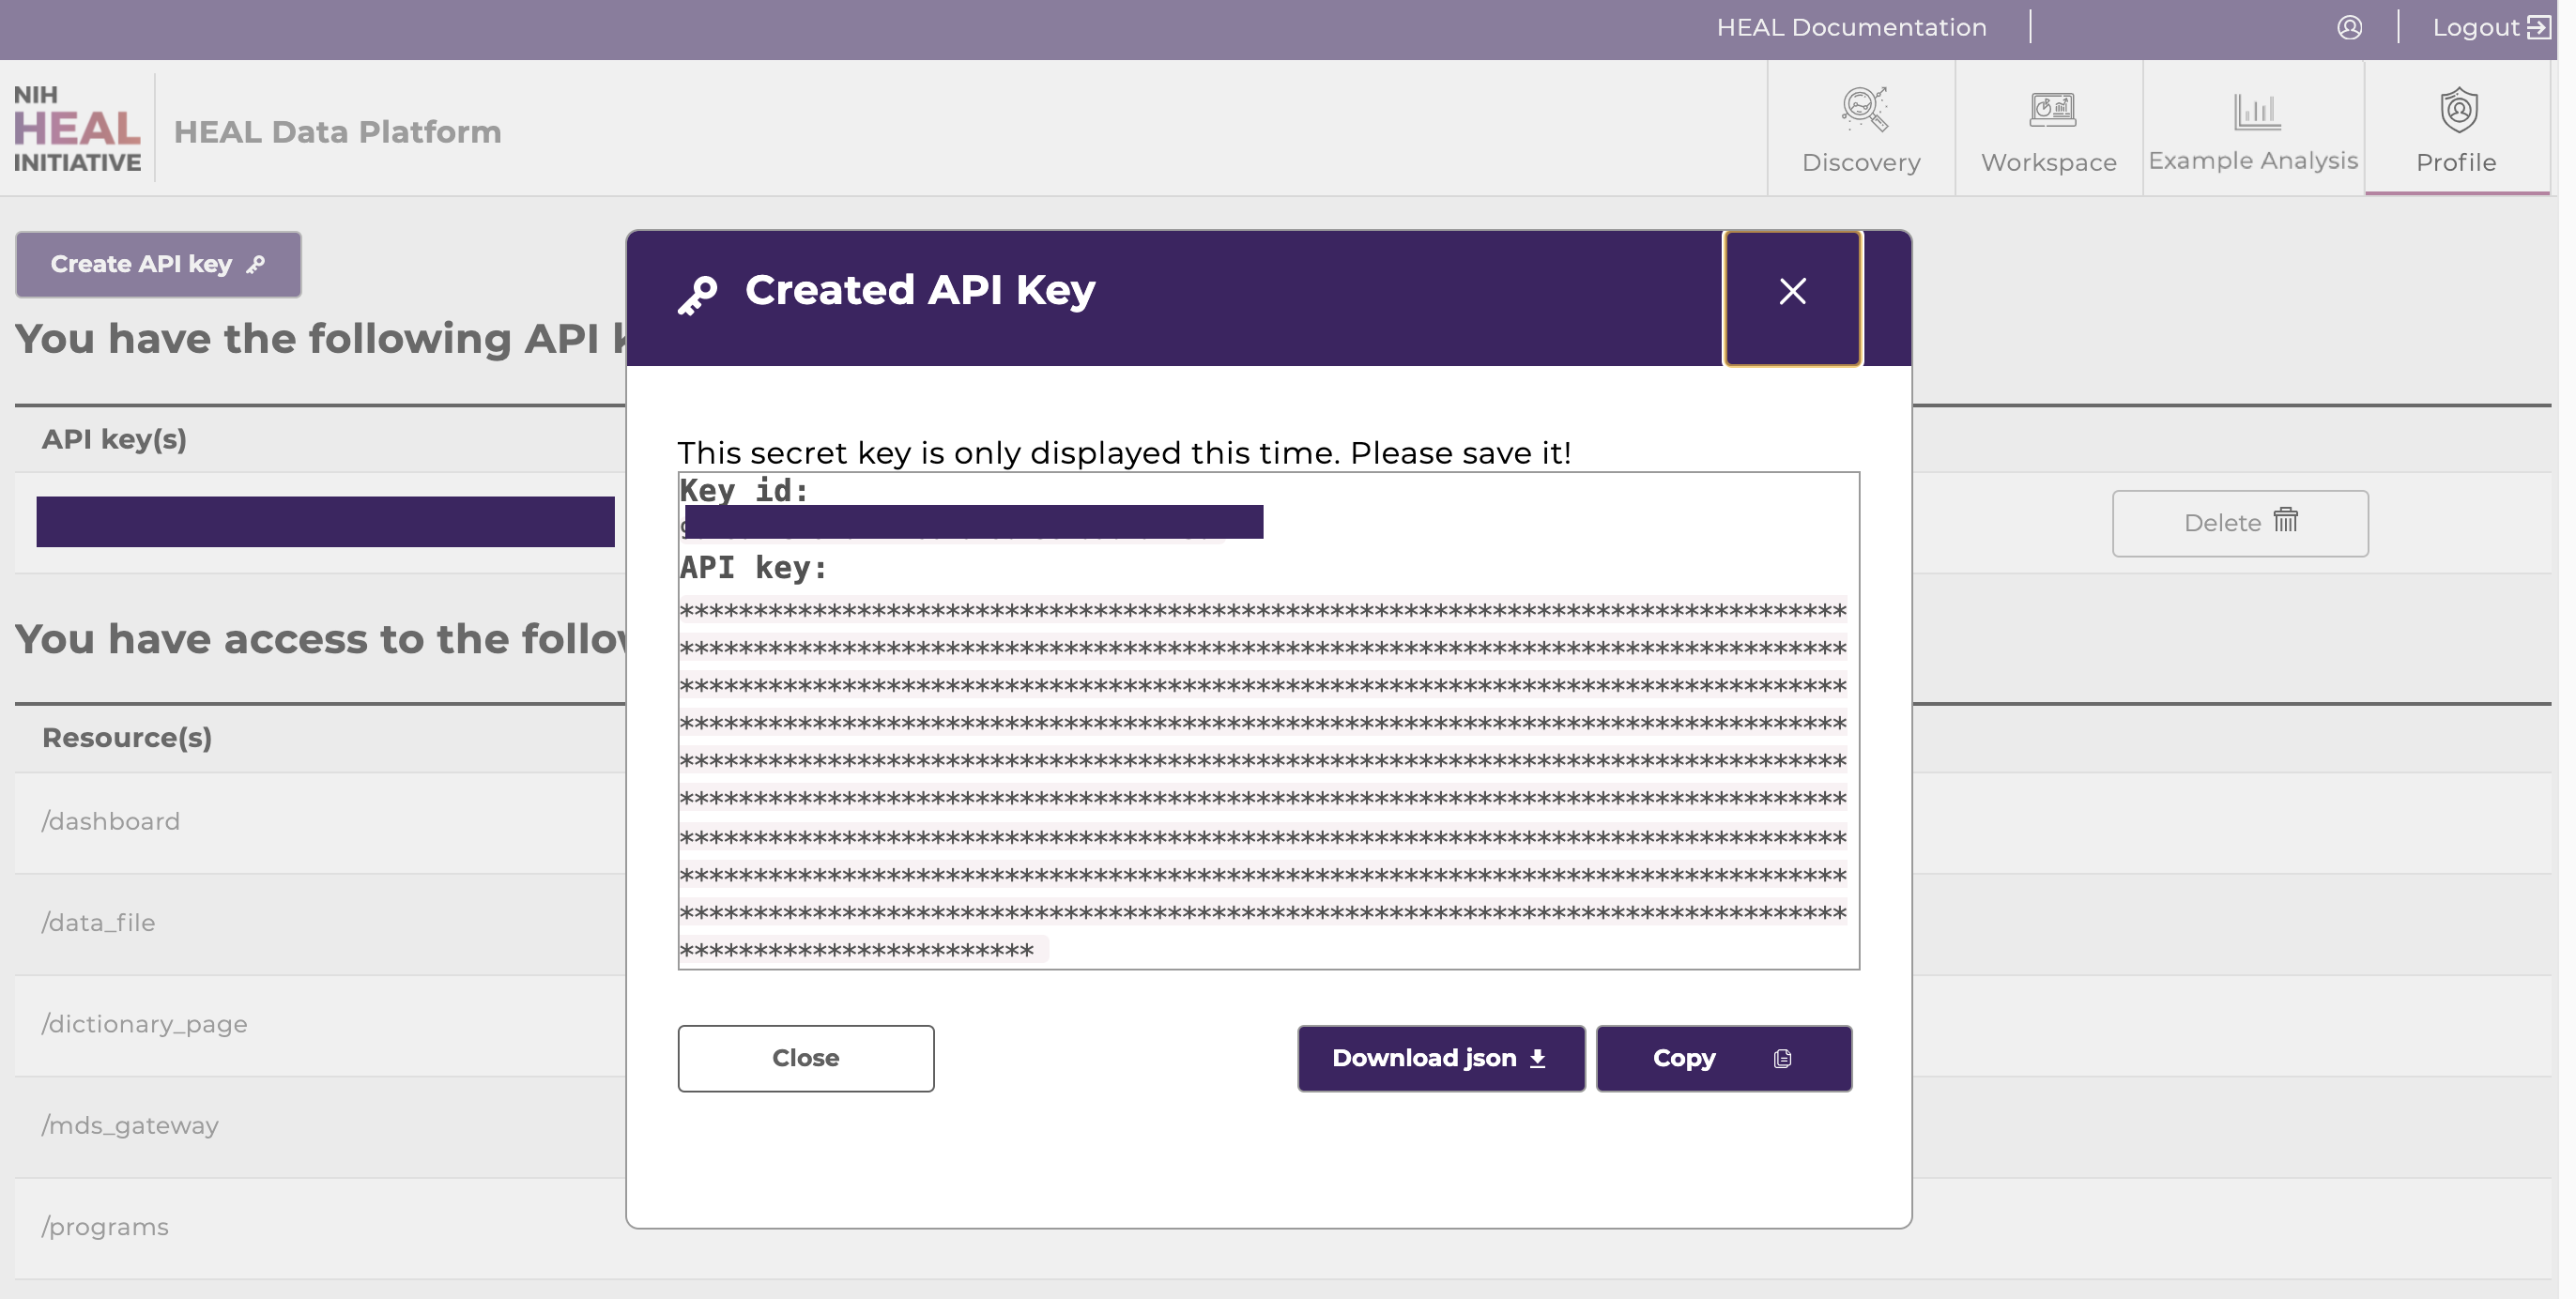 HEAL Documentation
Logout
NIH
HEAL
INITIATIVE
HEAL Data Platform
Discovery
Workspace
Example Analysis
Profile
Create API key
You have the following API
API key(s)
Delete
You have access to the
Resource(s)
/dashboard
/data_file
/dictionary_page
/mds_gateway
/programs
Created API Key
This secret key is only displayed this time. Please save it!
Key id:
API key:
*******************************************************************************
*******************************************************************************
*******************************************************************************
*******************************************************************************
*******************************************************************************
*******************************************************************************
*******************************************************************************
*******************************************************************************
*******************************************************************************
************************
Close
Download json
Copy